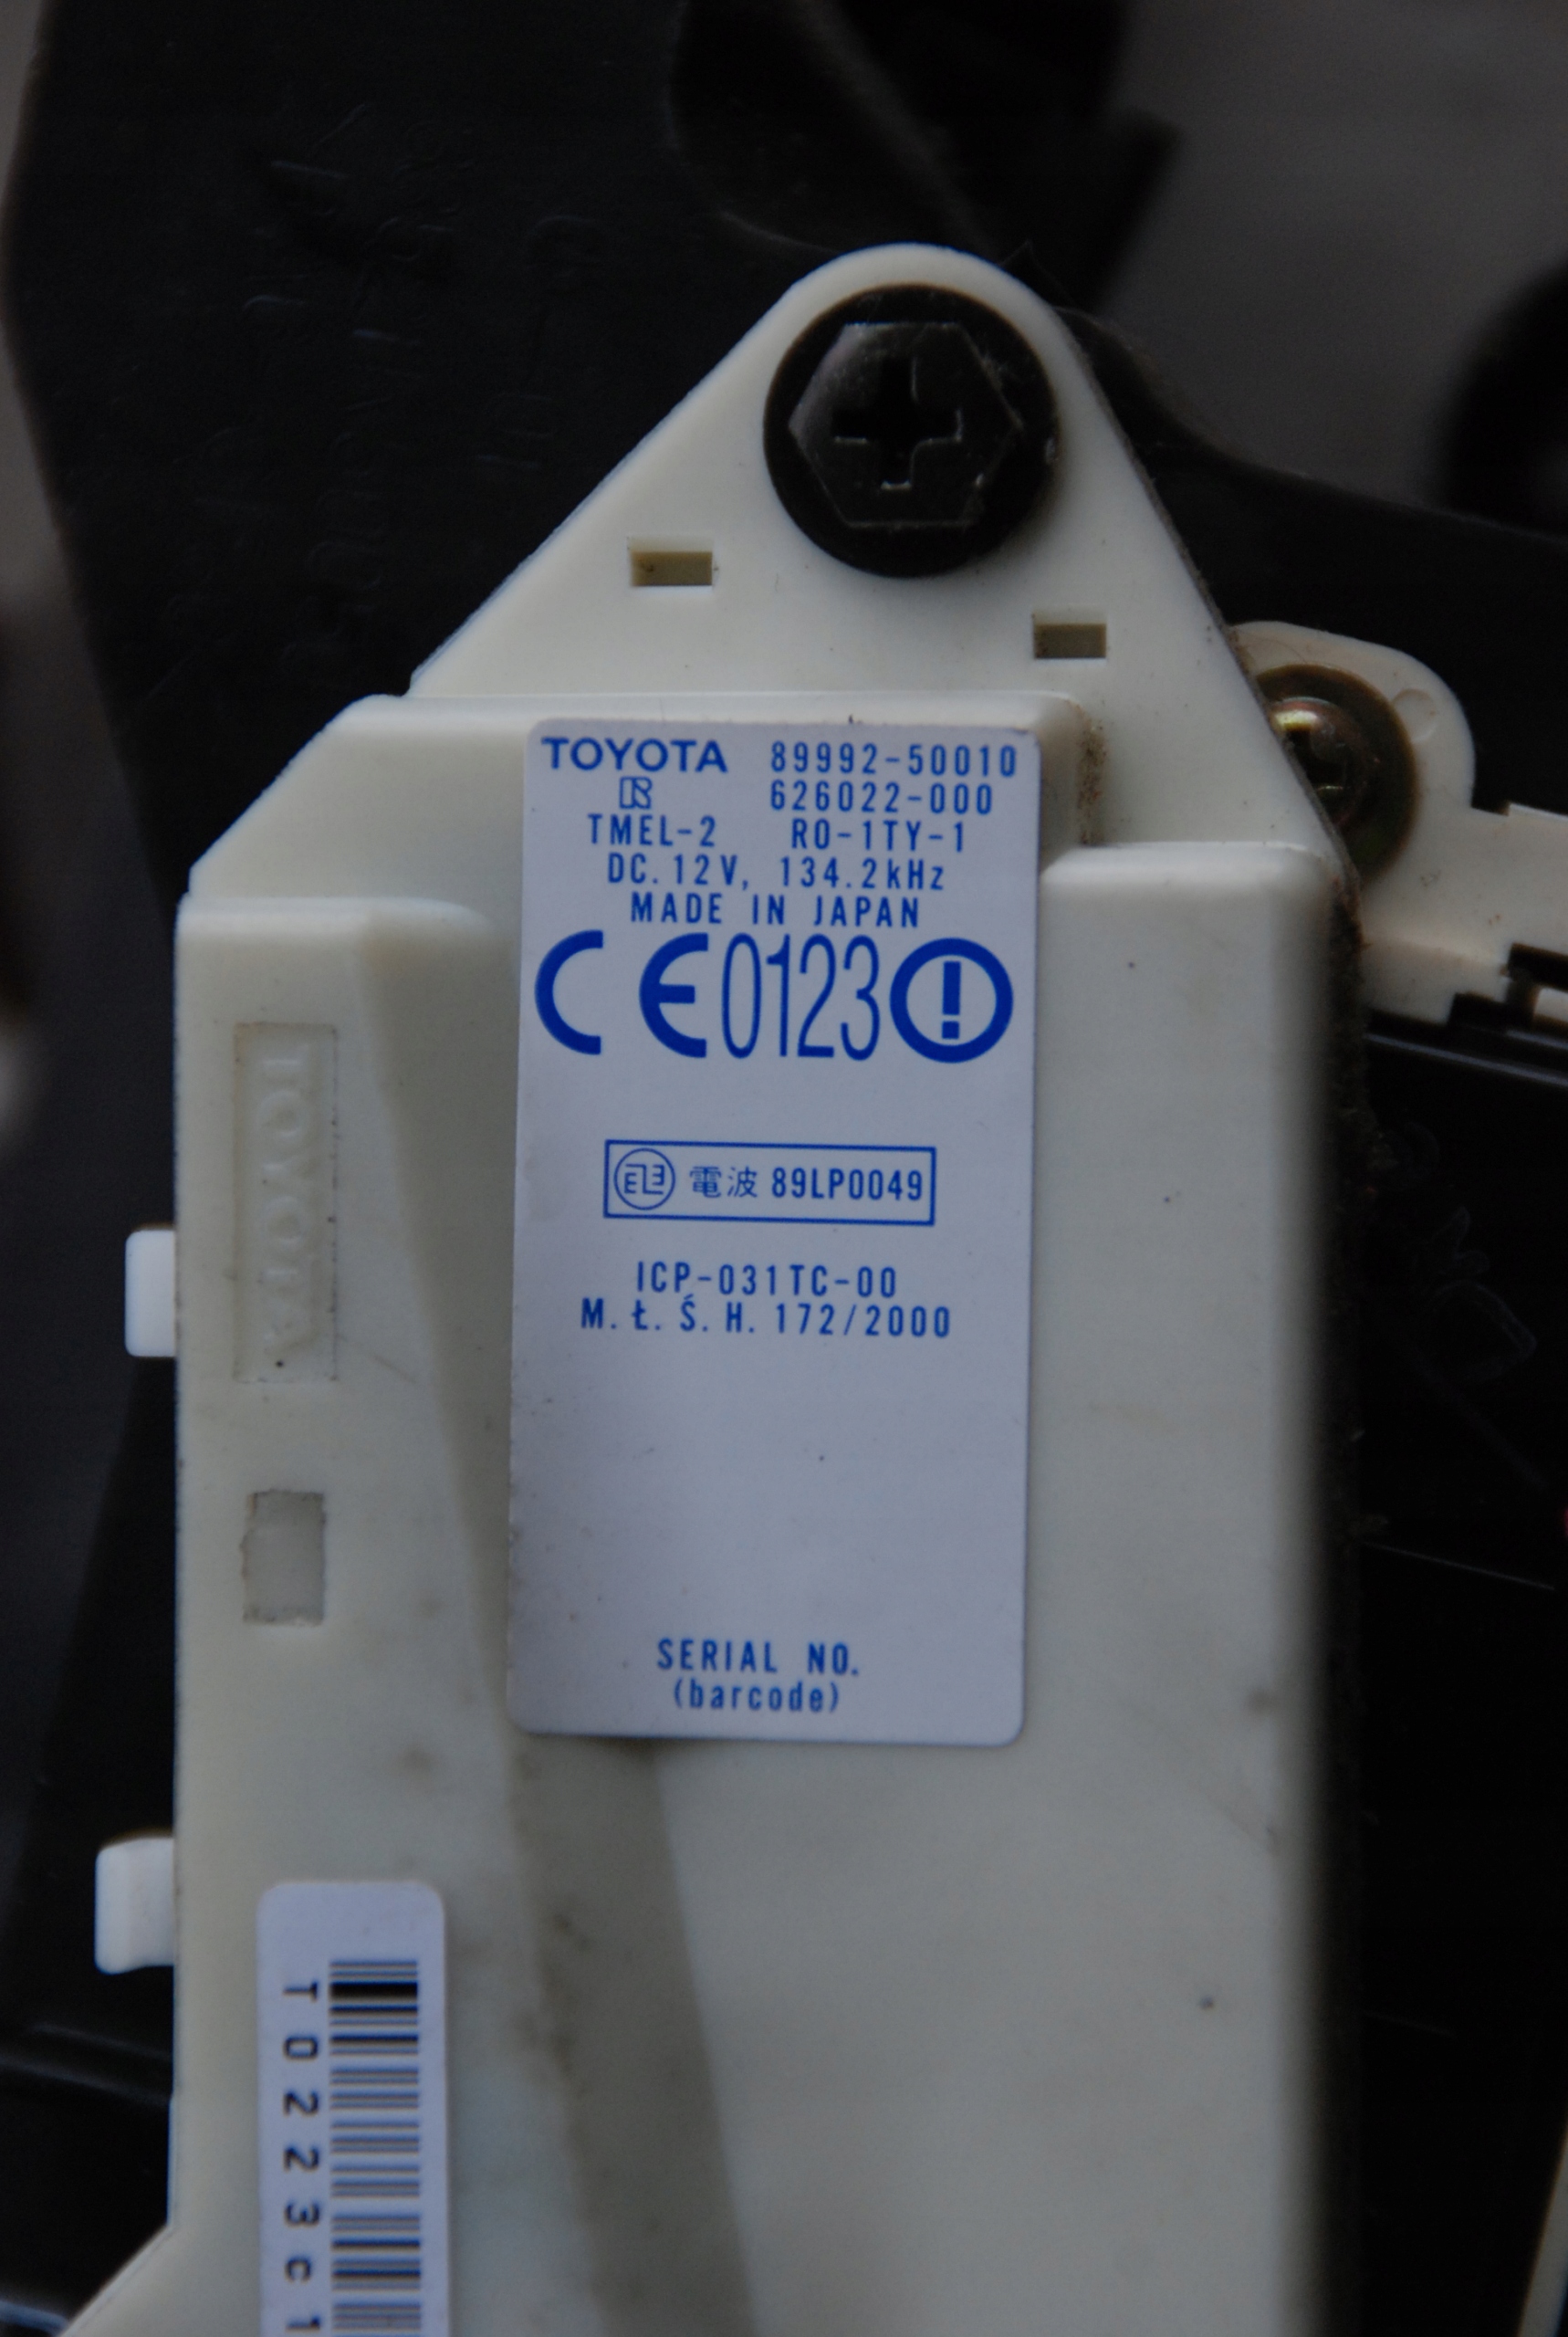 TOYOTA 89992-50010
R 626022-000
TMEL-2 RO-1TY-1
DC.12V, 134.2kHz
MADE IN JAPAN
CE0123!
電波 89LP0049
ICP-031TC-00
M.Ł.Ś.H.172/2000
SERIAL NO.
(barcode)
TOYOTA
T0223C1